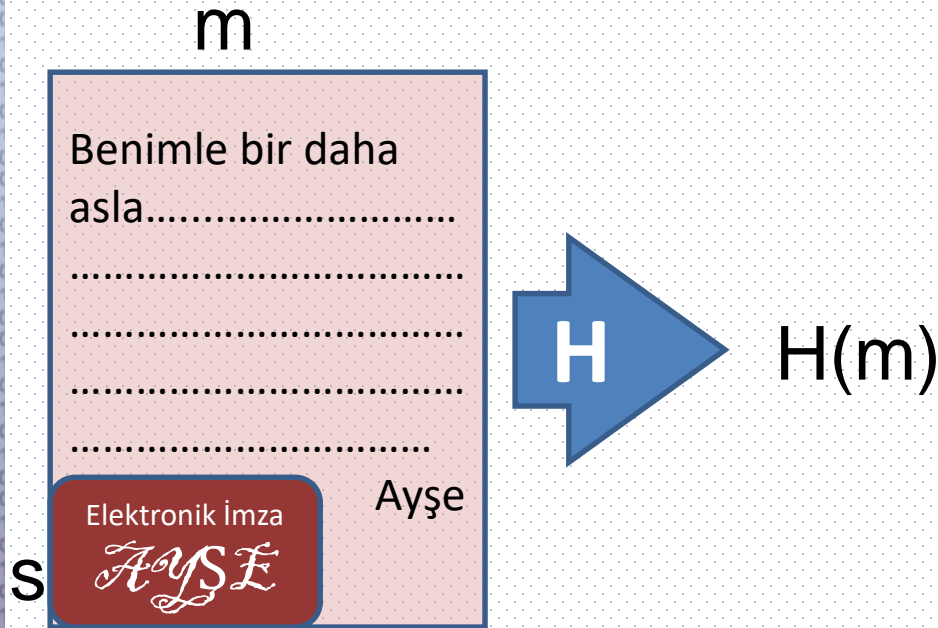 m
Benimle bir daha
asla…....……………………
…………………………………
…………………………………
…………………………………
………………………………
Ayşe
Elektronik İmza
AYŞE
s
H
H(m)